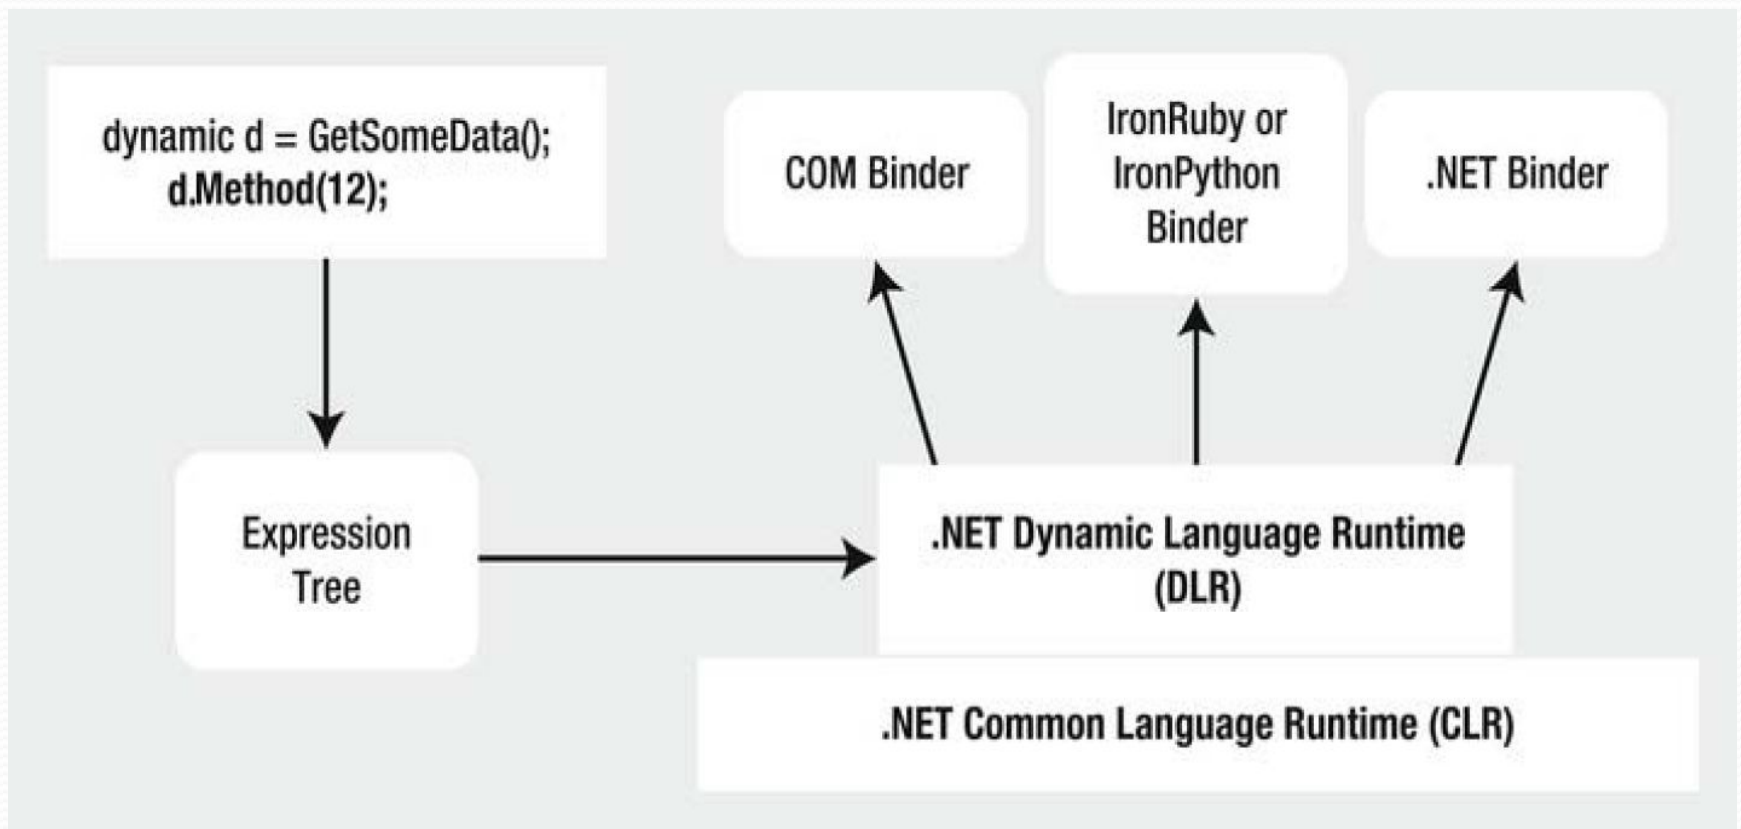 dynamic d = GetSomeData();
d.Method(12);
COM Binder
IronRuby or
IronPython
Binder
.NET Binder
Expression
Tree
.NET Dynamic Language Runtime
(DLR)
.NET Common Language Runtime (CLR)